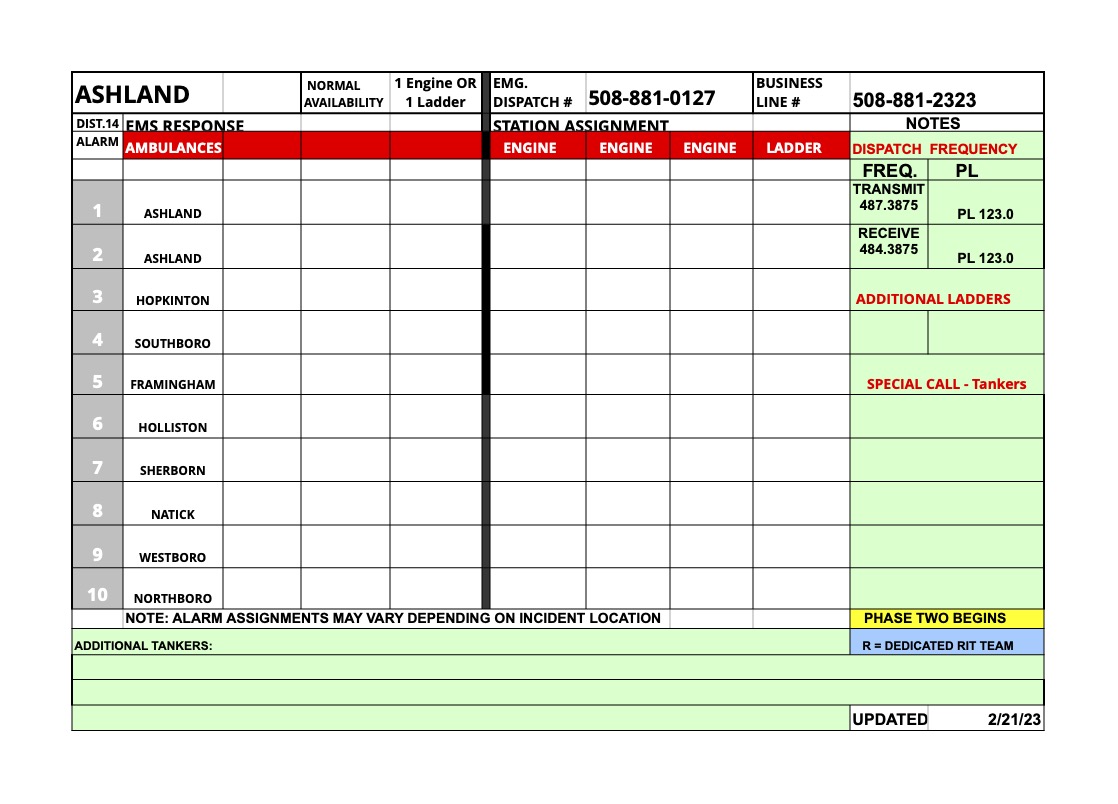 ASHLAND
NORMAL AVAILABILITY
1 Engine OR 1 Ladder
EMG. DISPATCH #
508-881-0127
BUSINESS LINE #
508-881-2323
DIST.14 EMS RESPONSE STATION ASSIGNMENT NOTES
ALARM AMBULANCES ENGINE ENGINE ENGINE LADDER DISPATCH FREQUENCY
FREQ. PL
1 ASHLAND TRANSMIT 487.3875 PL 123.0
2 ASHLAND RECEIVE 484.3875 PL 123.0
3 HOPKINTON ADDITIONAL LADDERS
4 SOUTHBORO
5 FRAMINGHAM SPECIAL CALL - Tankers
6 HOLLISTON
7 SHERBORN
8 NATICK
9 WESTBORO
10 NORTHBORO
NOTE: ALARM ASSIGNMENTS MAY VARY DEPENDING ON INCIDENT LOCATION PHASE TWO BEGINS
ADDITIONAL TANKERS: R = DEDICATED RIT TEAM
UPDATED 2/21/23